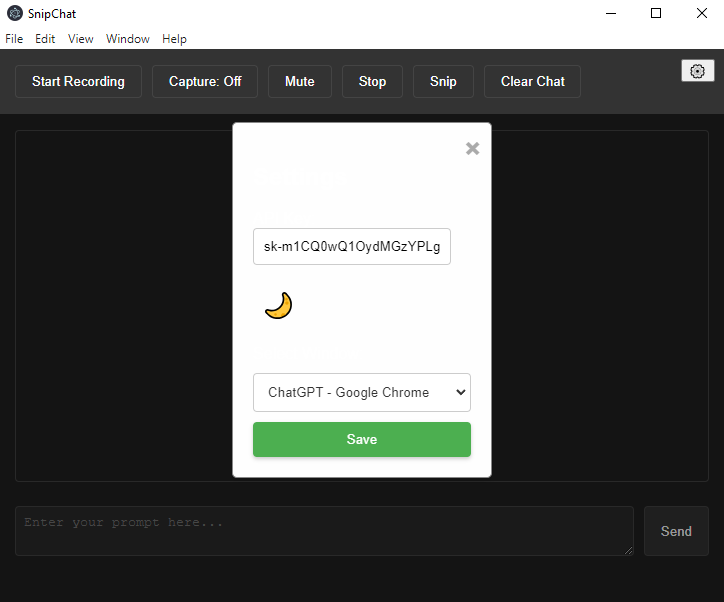 SnipChat
File Edit View Window Help
Start Recording Capture: Off Mute Stop Snip Clear Chat
sk-m1CQ0wQ1OydMGzYPLg
ChatGPT - Google Chrome
Save
Enter your prompt here...
Send